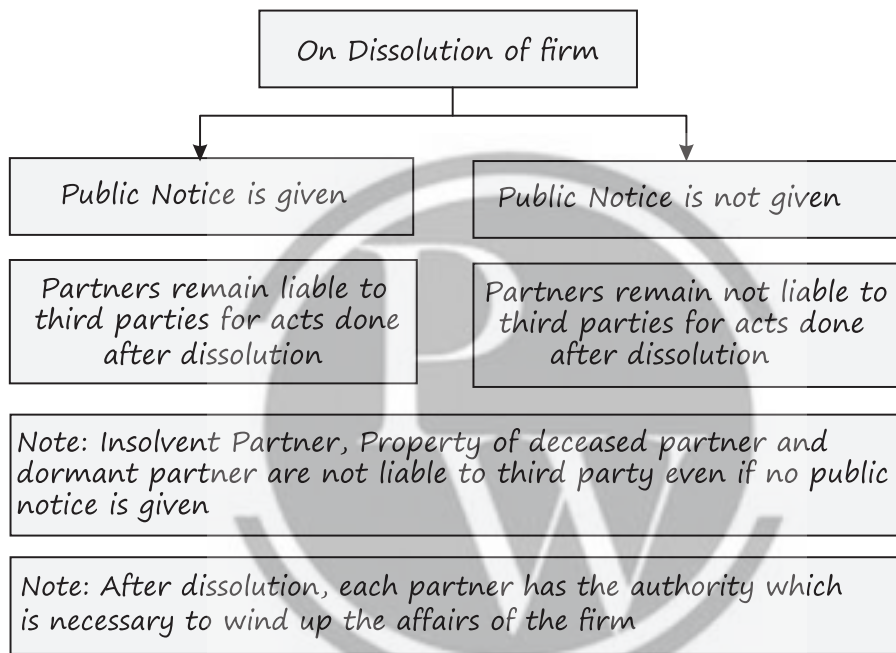 On Dissolution of firm
Public Notice is given
Public Notice is not given
Partners remain liable to
third parties for acts done
after dissolution
Partners remain not liable to
third parties for acts done
after dissolution
Note: Insolvent Partner, Property of deceased partner and
dormant partner are not liable to third party even if no public
notice is given
Note: After dissolution, each partner has the authority which
is necessary to wind up the affairs of the firm
PW